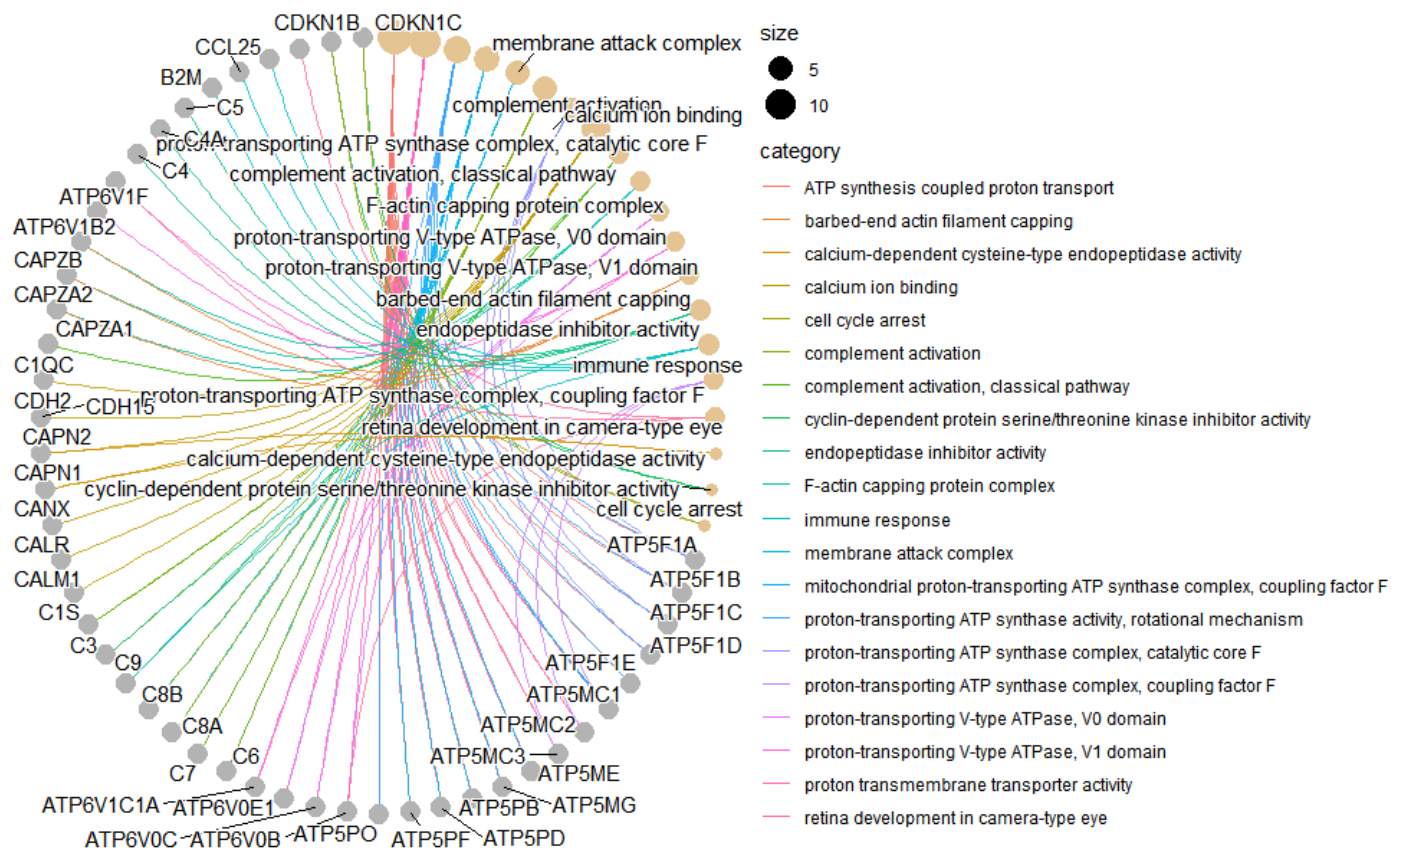 CDKN1B
CDKN1C
CCL25
membrane attack complex
B2M
C5
complement activation
calcium ion binding
C4A
proton-transporting ATP synthase complex, catalytic core F
C4
complement activation, classical pathway
ATP6V1F
F-actin capping protein complex
ATP6V1B2
proton-transporting V-type ATPase, V0 domain
CAPZB
proton-transporting V-type ATPase, V1 domain
CAPZA2
barbed-end actin filament capping
CAPZA1
endopeptidase inhibitor activity
C1QC
immune response
CDH2
CDH15
proton-transporting ATP synthase complex, coupling factor F
CAPN2
retina development in camera-type eye
CAPN1
calcium-dependent cysteine-type endopeptidase activity
cyclin-dependent protein serine/threonine kinase inhibitor activity
CANX
cell cycle arrest
CALR
ATP5F1A
CALM1
ATP5F1B
C1S
ATP5F1C
C3
ATP5F1D
C9
ATP5F1E
C8B
ATP5MC1
C8A
ATP5MC2
C6
ATP5MC3
C7
ATP5ME
ATP6V1C1A
ATP6V0E1
ATP5PB
ATP5MG
ATP6V0C
ATP6V0B
ATP5PO
ATP5PF
ATP5PD
size
5
10
category
ATP synthesis coupled proton transport
barbed-end actin filament capping
calcium-dependent cysteine-type endopeptidase activity
calcium ion binding
cell cycle arrest
complement activation
complement activation, classical pathway
cyclin-dependent protein serine/threonine kinase inhibitor activity
endopeptidase inhibitor activity
F-actin capping protein complex
immune response
membrane attack complex
mitochondrial proton-transporting ATP synthase complex, coupling factor F
proton-transporting ATP synthase activity, rotational mechanism
proton-transporting ATP synthase complex, catalytic core F
proton-transporting ATP synthase complex, coupling factor F
proton-transporting V-type ATPase, V0 domain
proton-transporting V-type ATPase, V1 domain
proton transmembrane transporter activity
retina development in camera-type eye